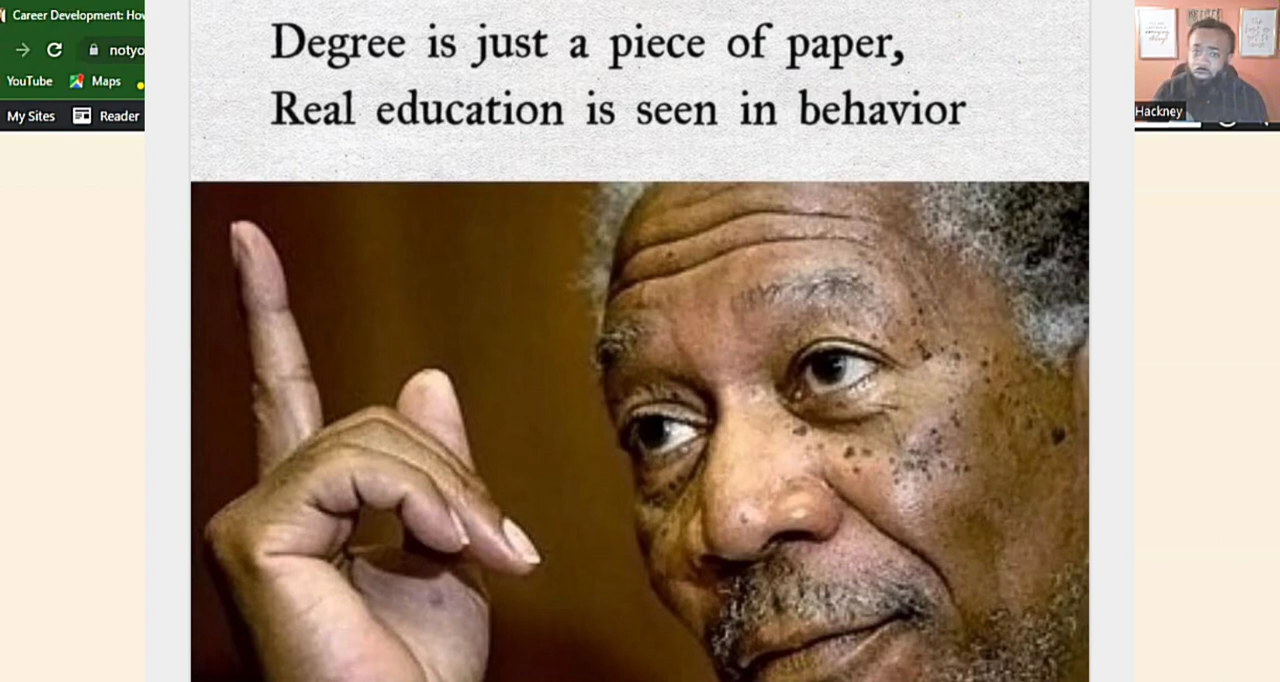 Career Development: How
notyo
YouTube
Maps
My Sites
Reader
Degree is just a piece of paper,
Real education is seen in behavior
Hackney